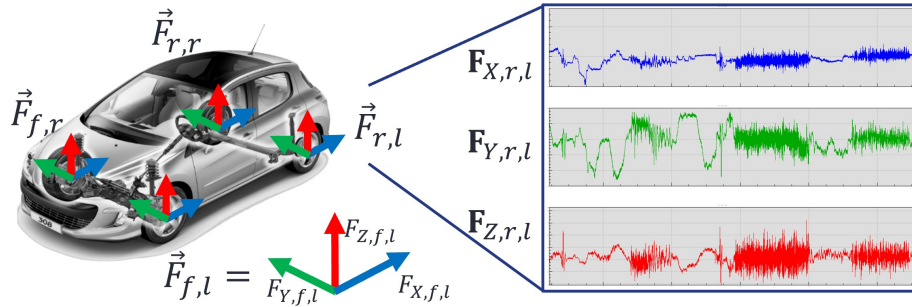 F⃗r,r
F⃗f,r
F⃗r,l
308
F⃗f,l =
FZ,f,l
FY,f,l
FX,f,l
FX,r,l
FY,r,l
FZ,r,l